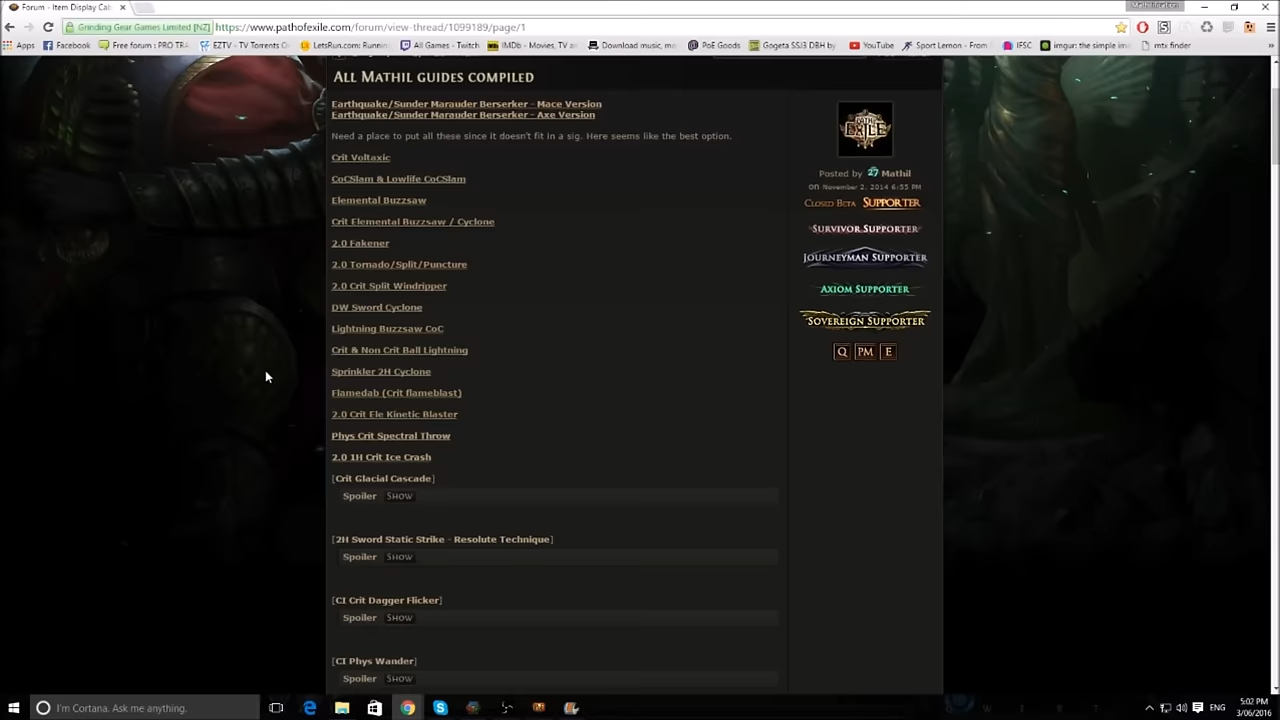 Forum - Item Display Cal
Grinding Gear Games Limited [NZ]
https://www.pathofexile.com/forum/view-thread/1099189/page/1
Apps
Facebook
Free forum : PRO TRA
EZTV - TV Torrents O
LetsRun.com: Runnin
All Games - Twitch
IMDb - Movies, TV an
Download music, mo
PoE Goods
Gogeta SSJ3 DBH by
YouTube
Sport Lemon - From
IFSC
imgur: the simple ima
mtx finder
All Mathil guides compiled
Earthquake/Sunder Marauder Berserker - Mace Version
Earthquake/Sunder Marauder Berserker - Axe Version
Need a place to put all these since it doesn't fit in a sig. Here seems like the best option.
Crit Voltaxic
CoCSlam & Lowlife CoCSlam
Elemental Buzzsaw
Crit Elemental Buzzsaw / Cyclone
2.0 Fakener
2.0 Tornado/Split/Puncture
2.0 Crit Split Windripper
DW Sword Cyclone
Lightning Buzzsaw CoC
Crit & Non Crit Ball Lightning
Sprinkler 2H Cyclone
Flamedab (Crit flameblast)
2.0 Crit Ele Kinetic Blaster
Phys Crit Spectral Throw
2.0 1H Crit Ice Crash
[Crit Glacial Cascade]
Spoiler Show
[2H Sword Static Strike - Resolute Technique]
Spoiler Show
[CI Crit Dagger Flicker]
Spoiler Show
[CI Phys Wander]
Spoiler Show
PATH OF EXILE
Posted by 27 Mathil
on November 2, 2014 6:55 PM
Closed Beta Supporter
Survivor Supporter
Journeyman Supporter
Axiom Supporter
Sovereign Supporter
Q PM E
I'm Cortana. Ask me anything.
ENG
5:02 PM
3/06/2016